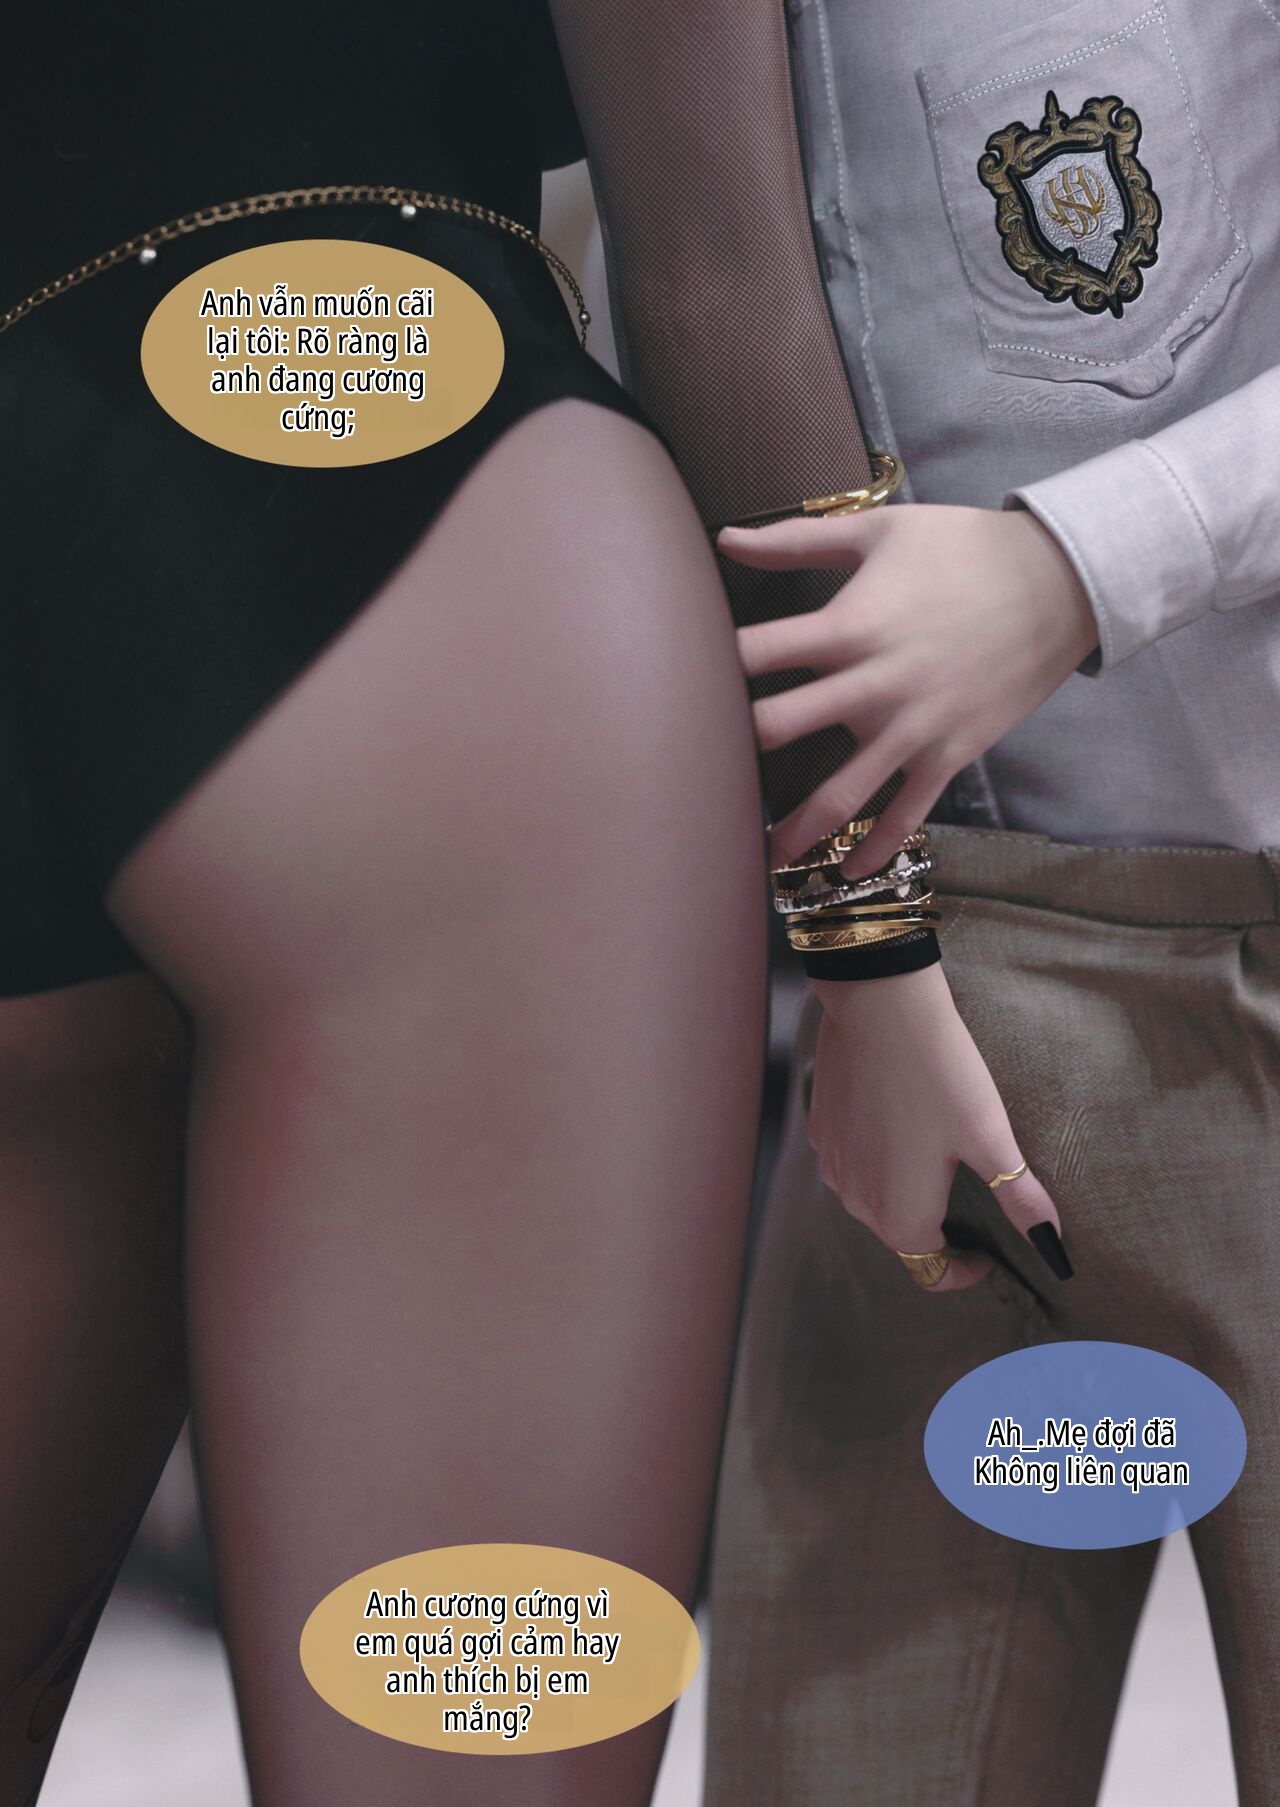 Anh vẫn muốn cãi
lại tôi: Rõ ràng là
anh đang cương
cứng;
Ah_.Mẹ đợi đã
Không liên quan
Anh cương cứng vì
em quá gợi cảm hay
anh thích bị em
mắng?